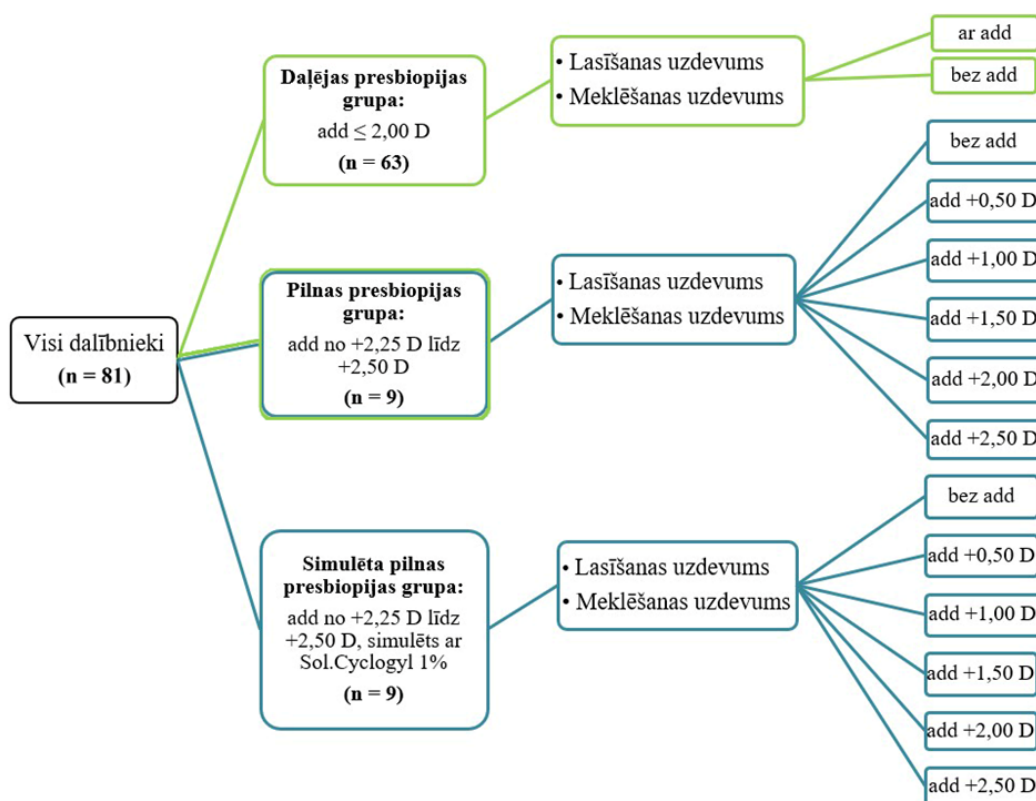 Visi dalībnieki
(n = 81)
Daļējas presbiopijas
grupa:
add ≤ 2,00 D
(n = 63)
• Lasīšanas uzdevums
• Meklēšanas uzdevums
ar add
bez add
Pilnas presbiopijas
grupa:
add no +2,25 D līdz
+2,50 D
(n = 9)
• Lasīšanas uzdevums
• Meklēšanas uzdevums
bez add
add +0,50 D
add +1,00 D
add +1,50 D
add +2,00 D
add +2,50 D
Simulēta pilnas
presbiopijas grupa:
add no +2,25 D līdz
+2,50 D, simulēts ar
Sol.Cyclogyl 1%
(n = 9)
• Lasīšanas uzdevums
• Meklēšanas uzdevums
bez add
add +0,50 D
add +1,00 D
add +1,50 D
add +2,00 D
add +2,50 D